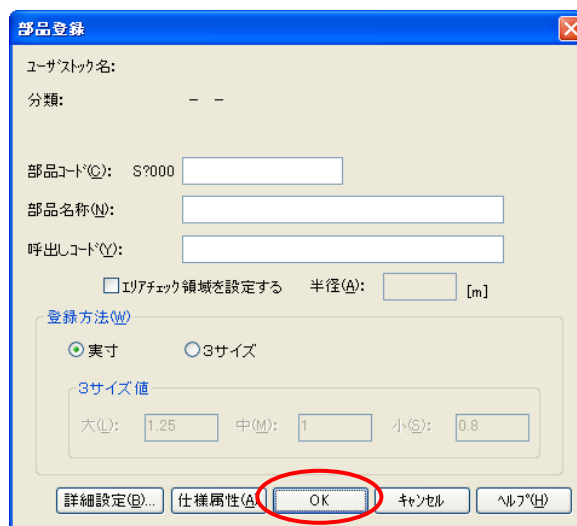 部品登録
ユーザストック名:
分類: － －
部品コード(C): S?000
部品名称(N):
呼出しコード(Y):
エリアチェック領域を設定する 半径(A): [m]
登録方法(W)
実寸 3サイズ
3サイズ値
大(L): 1.25 中(M): 1 小(S): 0.8
詳細設定(B)... 仕様属性(A) OK キャンセル ヘルプ(H)